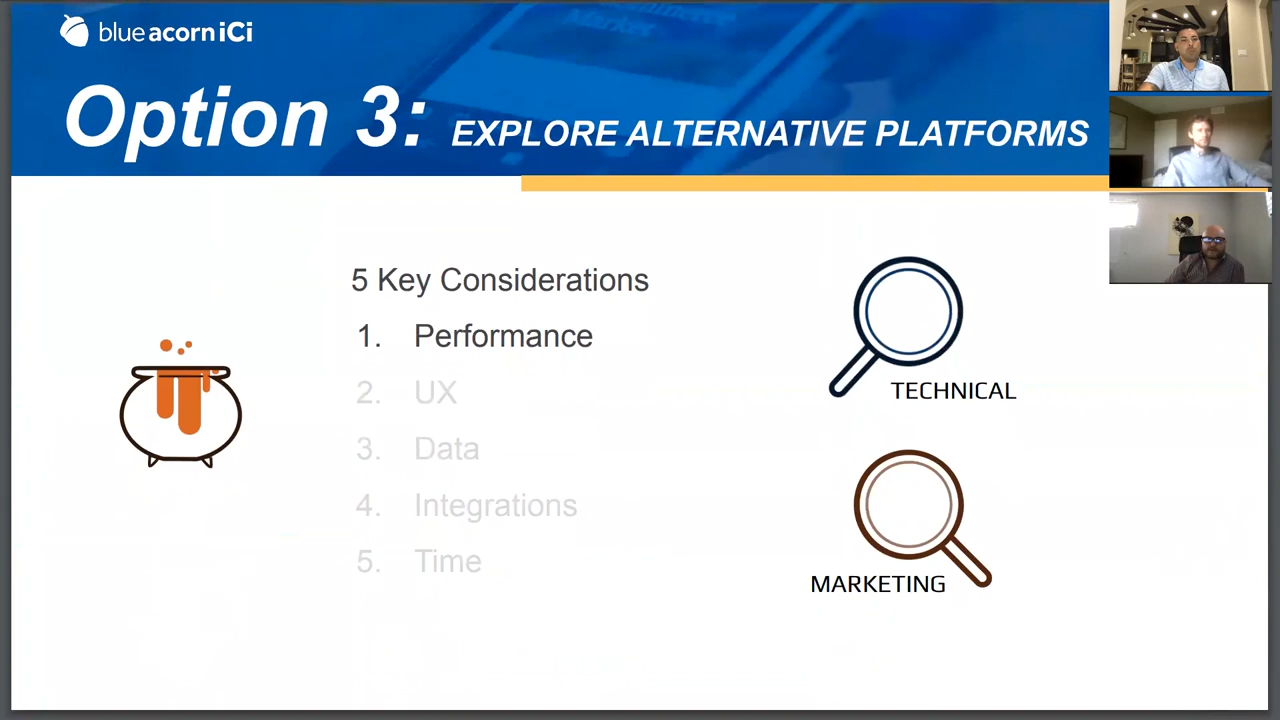 blue acorn iCi
Option 3: EXPLORE ALTERNATIVE PLATFORMS
5 Key Considerations
1. Performance
2. UX
3. Data
4. Integrations
5. Time
TECHNICAL
MARKETING